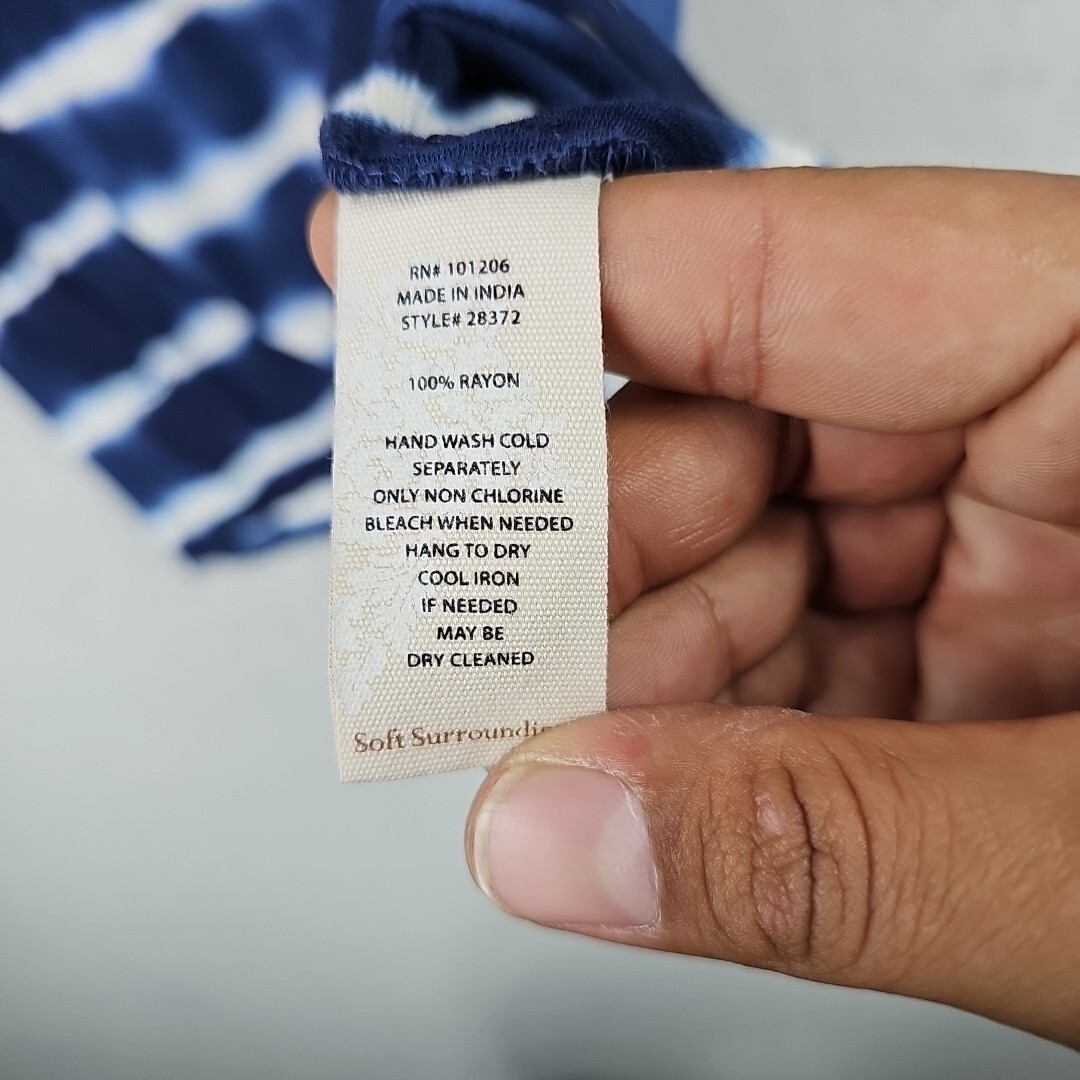 RN# 101206
MADE IN INDIA
STYLE# 28372
100% RAYON
HAND WASH COLD
SEPARATELY
ONLY NON CHLORINE
BLEACH WHEN NEEDED
HANG TO DRY
COOL IRON
IF NEEDED
MAY BE
DRY CLEANED
Soft